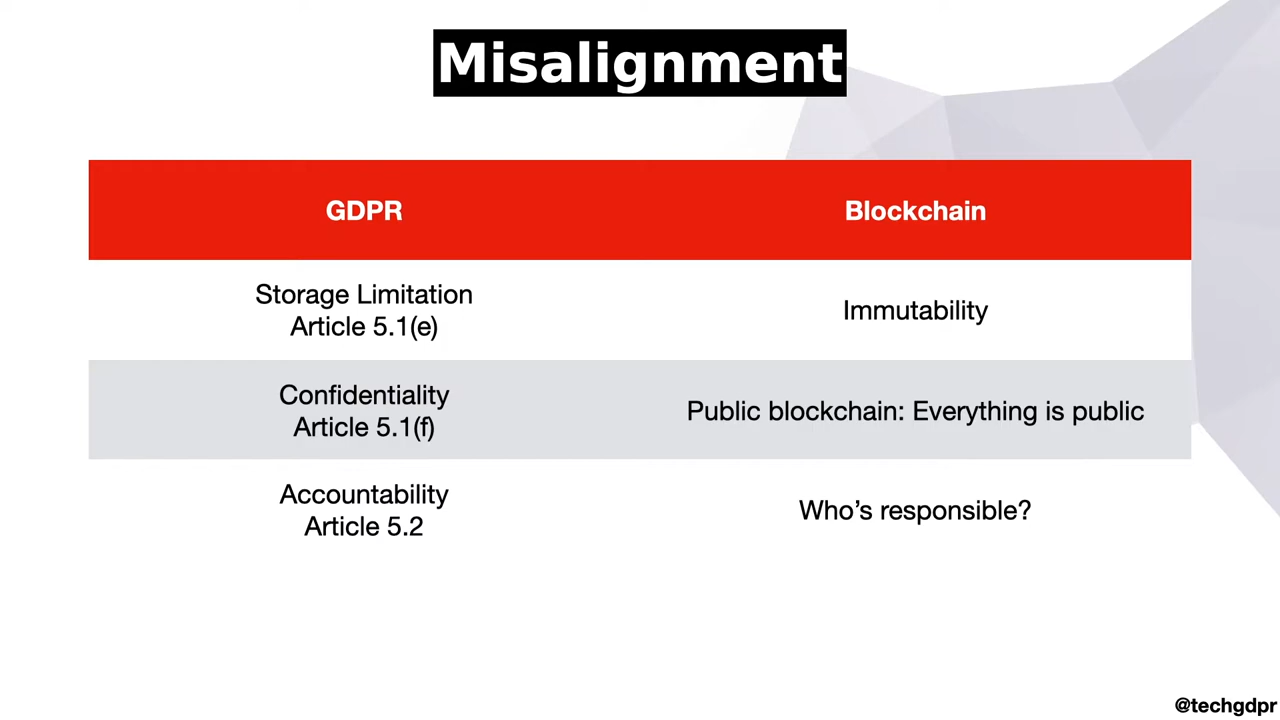 Misalignment
GDPR
Blockchain
Storage Limitation
Article 5.1(e)
Immutability
Confidentiality
Article 5.1(f)
Public blockchain: Everything is public
Accountability
Article 5.2
Who’s responsible?
@techgdpr